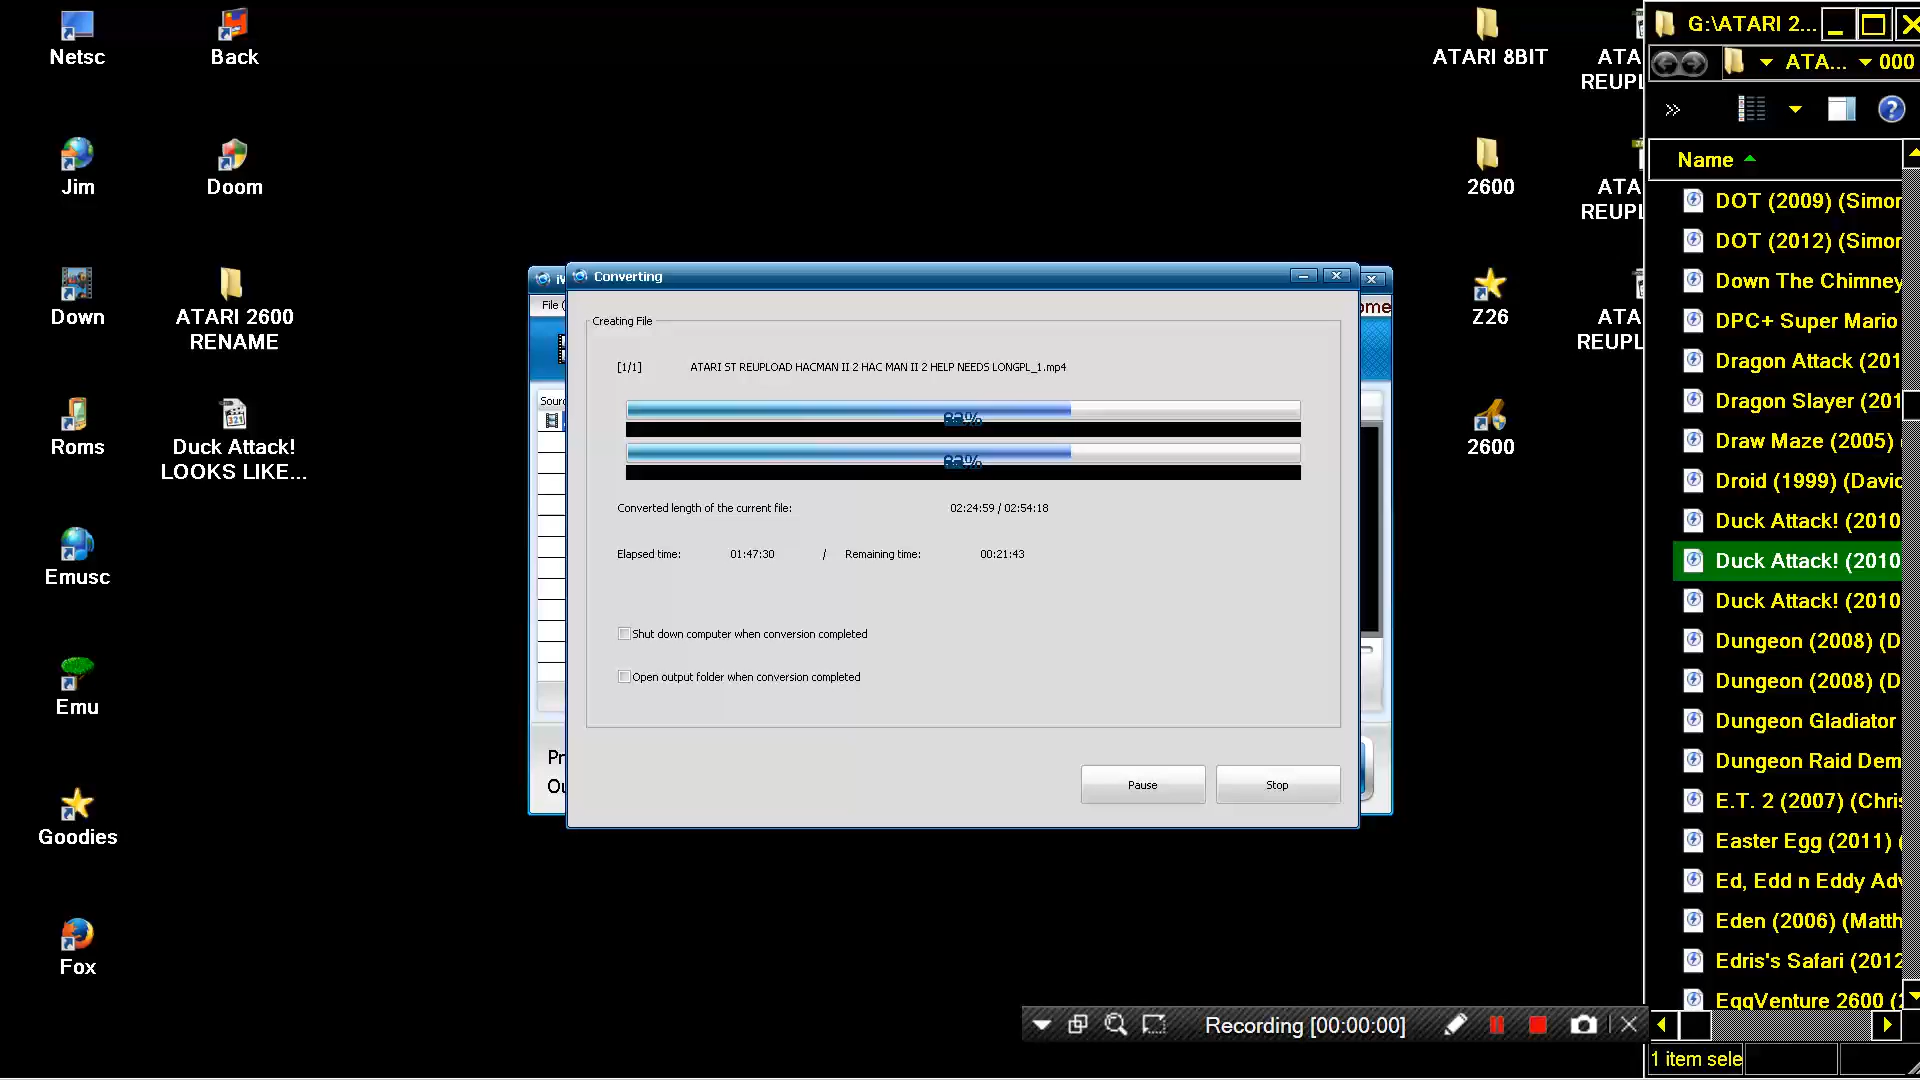 Netsc
Back
Jim
Doom
Down
ATARI 2600
RENAME
Roms
Duck Attack!
LOOKS LIKE...
Emusc
Emu
Goodies
Fox
File (
Sourc
Pr
Ou
ome
Converting
Creating File
[1/1] ATARI ST REUPLOAD HACMAN II 2 HAC MAN II 2 HELP NEEDS LONGPL_1.mp4
Converted length of the current file: 02:24:59 / 02:54:18
Elapsed time: 01:47:30 / Remaining time: 00:21:43
Shut down computer when conversion completed
Open output folder when conversion completed
Pause
Stop
ATARI 8BIT
ATA
REUPL
2600
ATA
REUPL
Z26
ATA
REUPL
2600
Recording [00:00:00]
G:\ATARI 2...
ATA... 000
Name
DOT (2009) (Simor
DOT (2012) (Simor
Down The Chimney
DPC+ Super Mario
Dragon Attack (201
Dragon Slayer (201
Draw Maze (2005)
Droid (1999) (Davic
Duck Attack! (2010
Duck Attack! (2010
Duck Attack! (2010
Dungeon (2008) (D
Dungeon (2008) (D
Dungeon Gladiator
Dungeon Raid Dem
E.T. 2 (2007) (Chris
Easter Egg (2011) (
Ed, Edd n Eddy Adv
Eden (2006) (Matth
Edris's Safari (2012
EggVenture 2600 (2
1 item sele